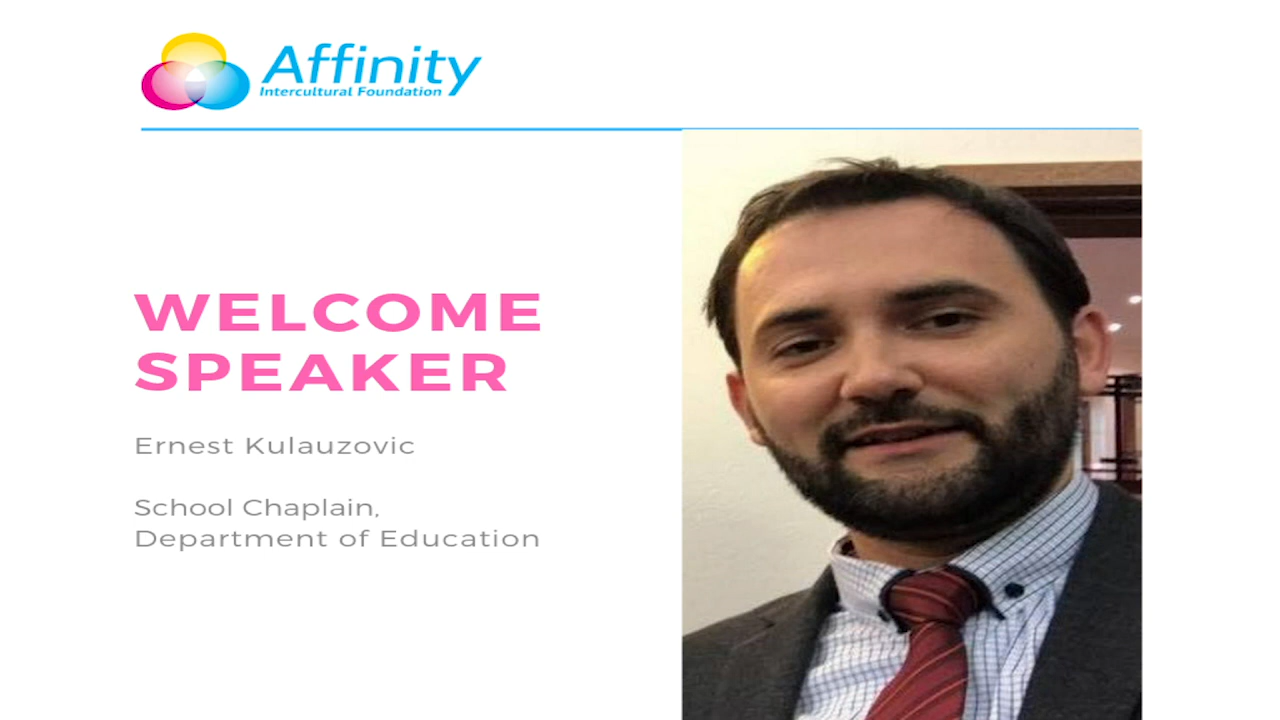 Affinity
Intercultural Foundation
WELCOME
SPEAKER
Ernest Kulauzovic
School Chaplain,
Department of Education